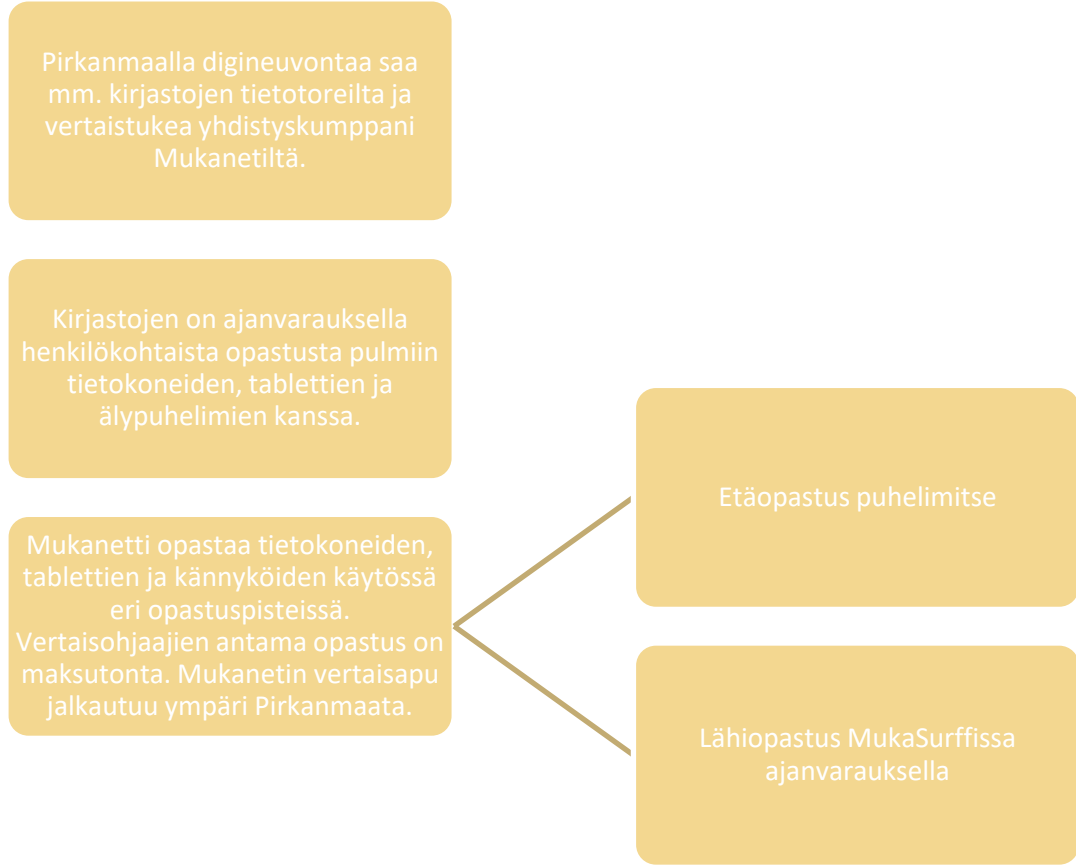 Pirkanmaalla digineuvontaa saa
mm. kirjastojen tietotoreilta ja
vertaistukea yhdistyskumppani
Mukanetiltä.
Kirjastojen on ajanvarauksella
henkilökohtaista opastusta pulmiin
tietokoneiden, tablettien ja
älypuhelimien kanssa.
Mukanetti opastaa tietokoneiden,
tablettien ja kännyköiden käytössä
eri opastuspisteissä.
Vertaisohjaajien antama opastus on
maksutonta. Mukanetin vertaisapu
jalkautuu ympäri Pirkanmaata.
Etäopastus puhelimitse
Lähiopastus MukaSurffissa
ajanvarauksella